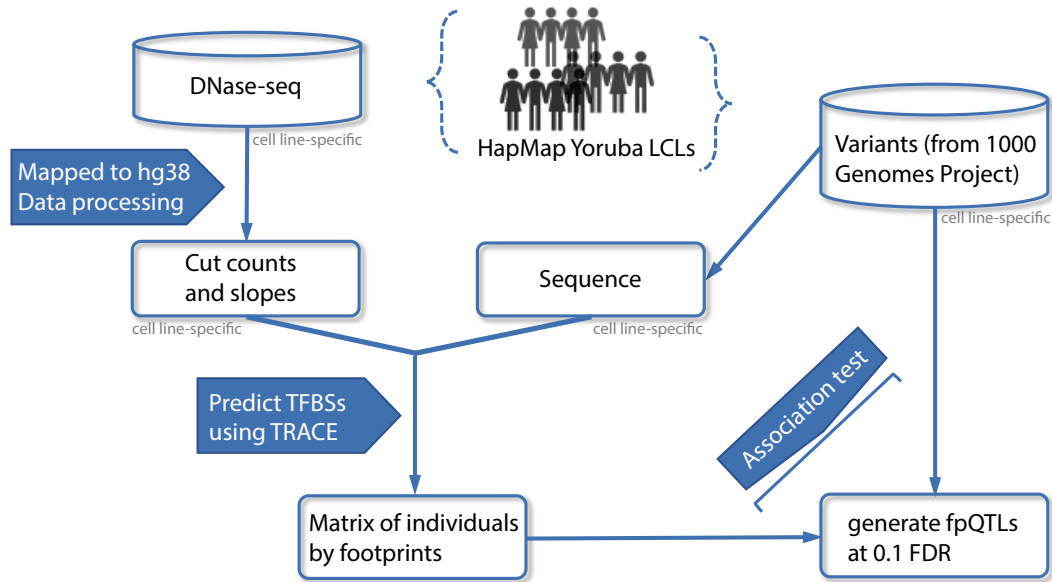 DNase-seq
cell line-specific
HapMap Yoruba LCLs
Variants (from 1000
Genomes Project)
cell line-specific
Mapped to hg38
Data processing
Cut counts
and slopes
cell line-specific
Sequence
cell line-specific
Predict TFBSs
using TRACE
Association test
Matrix of individuals
by footprints
generate fpQTLs
at 0.1 FDR